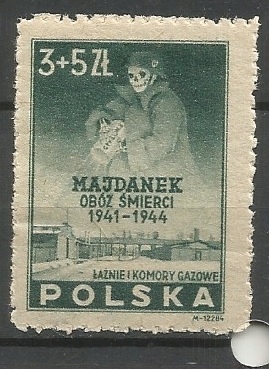 3+5 ZŁ
MAJDANEK
OBÓZ ŚMIERCI
1941-1944
ŁAŹNIE I KOMORY GAZOWE
POLSKA
M-12284